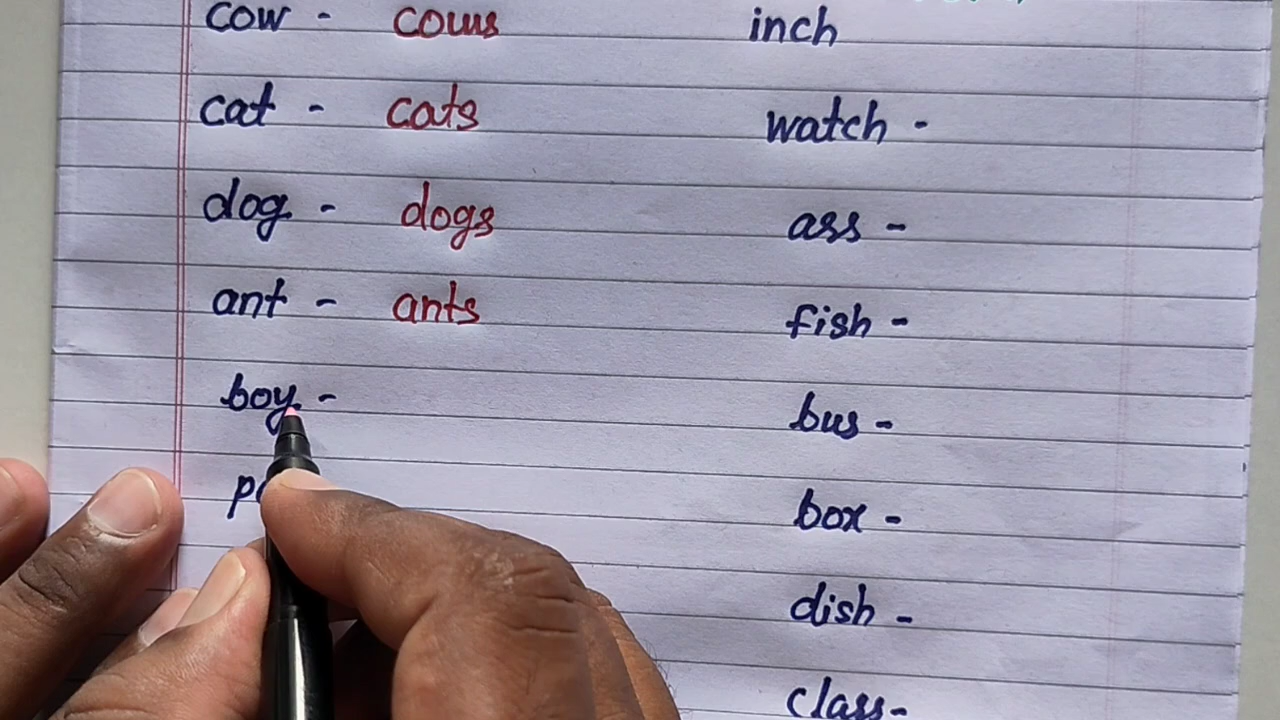 cow - cows
cat - cats
dog - dogs
ant - ants
boy -
inch
watch -
ass -
fish -
bus -
box -
dish -
class-